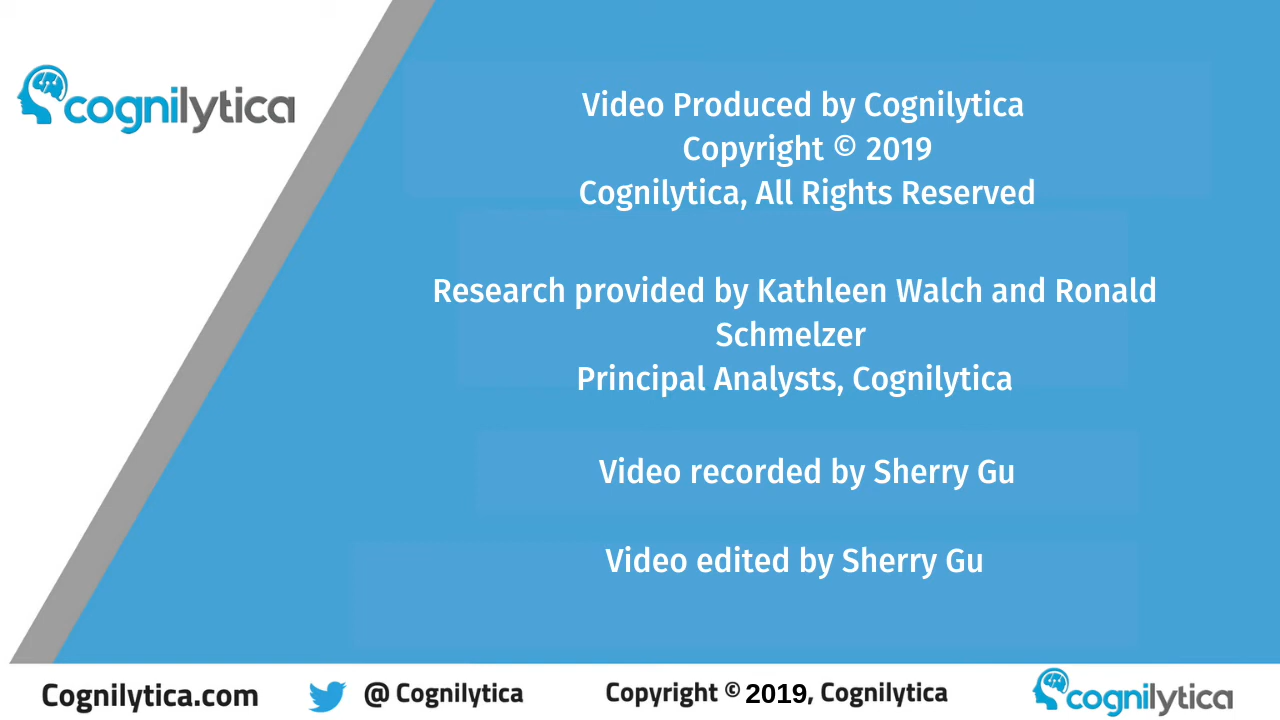 cognilytica
Video Produced by Cognilytica
Copyright © 2019
Cognilytica, All Rights Reserved
Research provided by Kathleen Walch and Ronald
Schmelzer
Principal Analysts, Cognilytica
Video recorded by Sherry Gu
Video edited by Sherry Gu
Cognilytica.com
@ Cognilytica
Copyright © 2019, Cognilytica
cognilytica